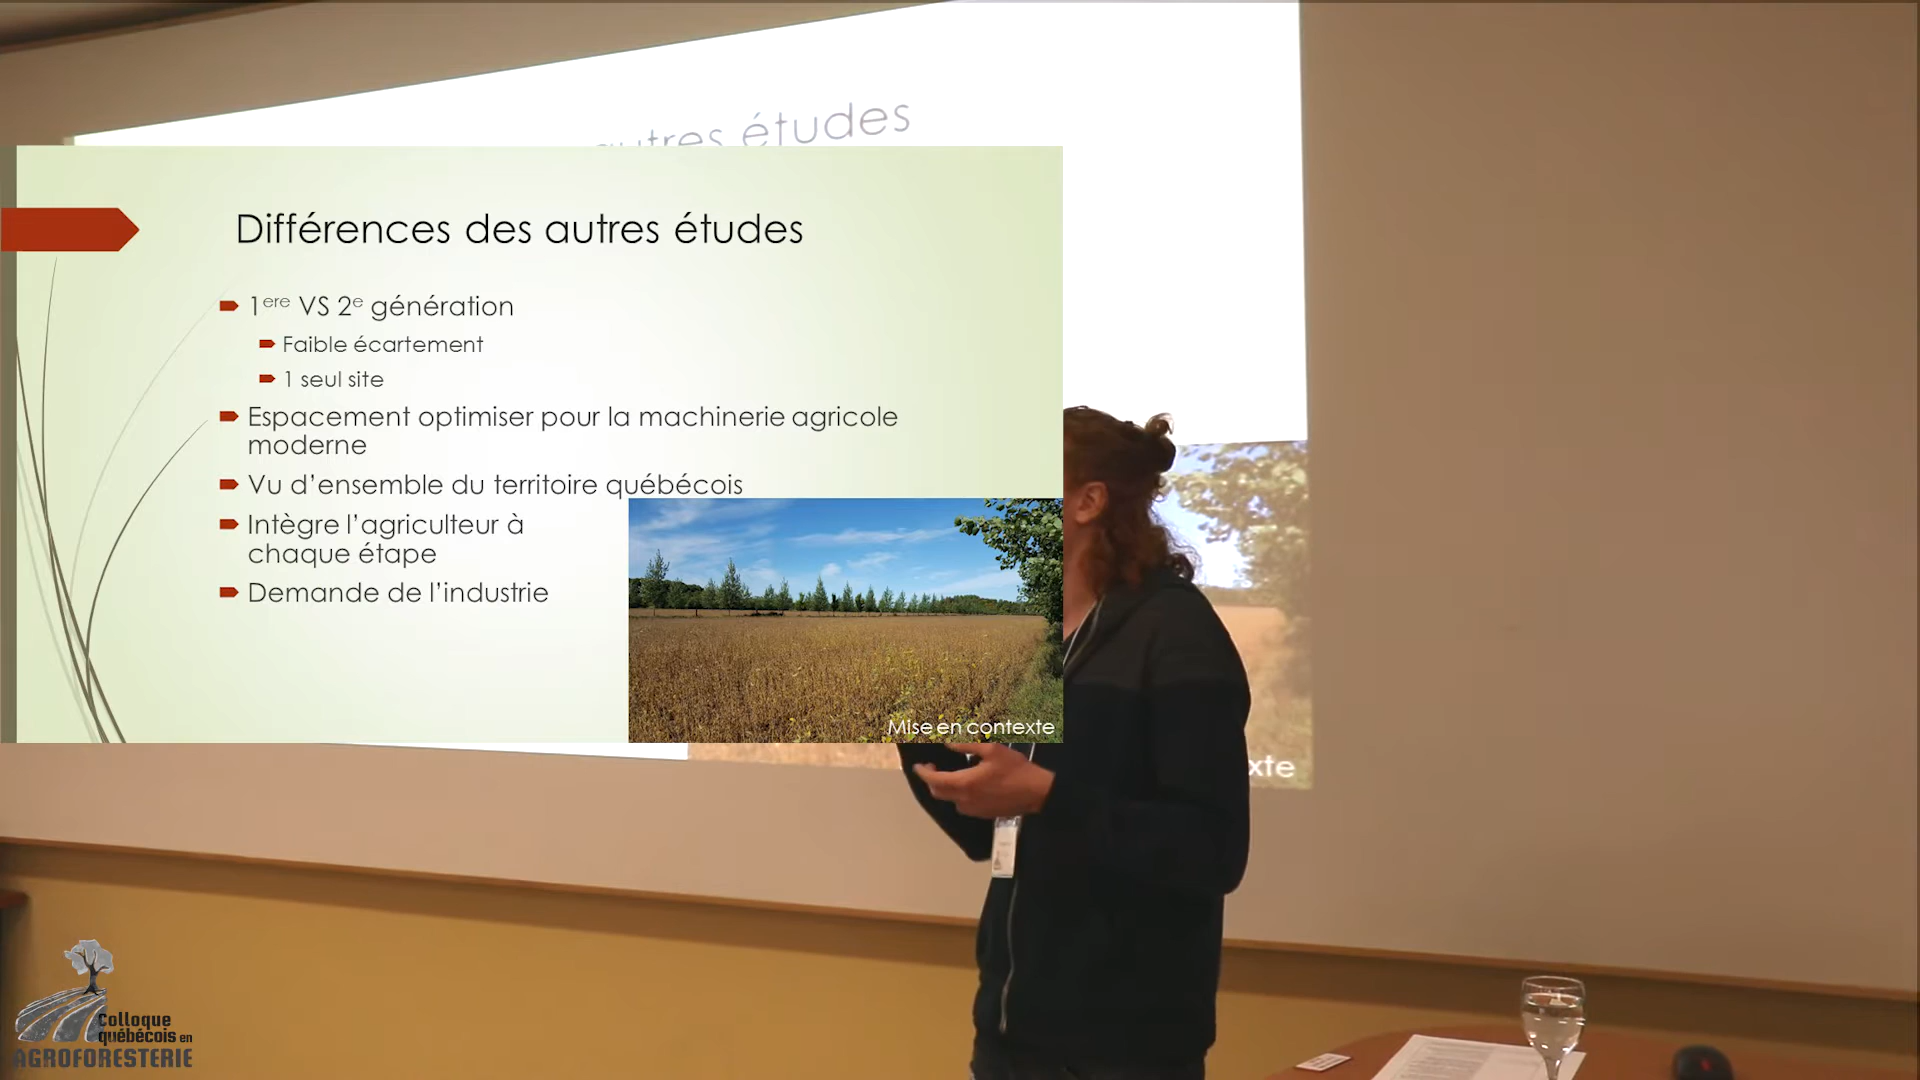 autres études
Différences des autres études
1ere VS 2e génération
Faible écartement
1 seul site
Espacement optimiser pour la machinerie agricole
moderne
Vu d'ensemble du territoire québécois
Intègre l'agriculteur à
chaque étape
Demande de l'industrie
Mise en contexte
xte
Colloque
québécois en
AGROFORESTERIE